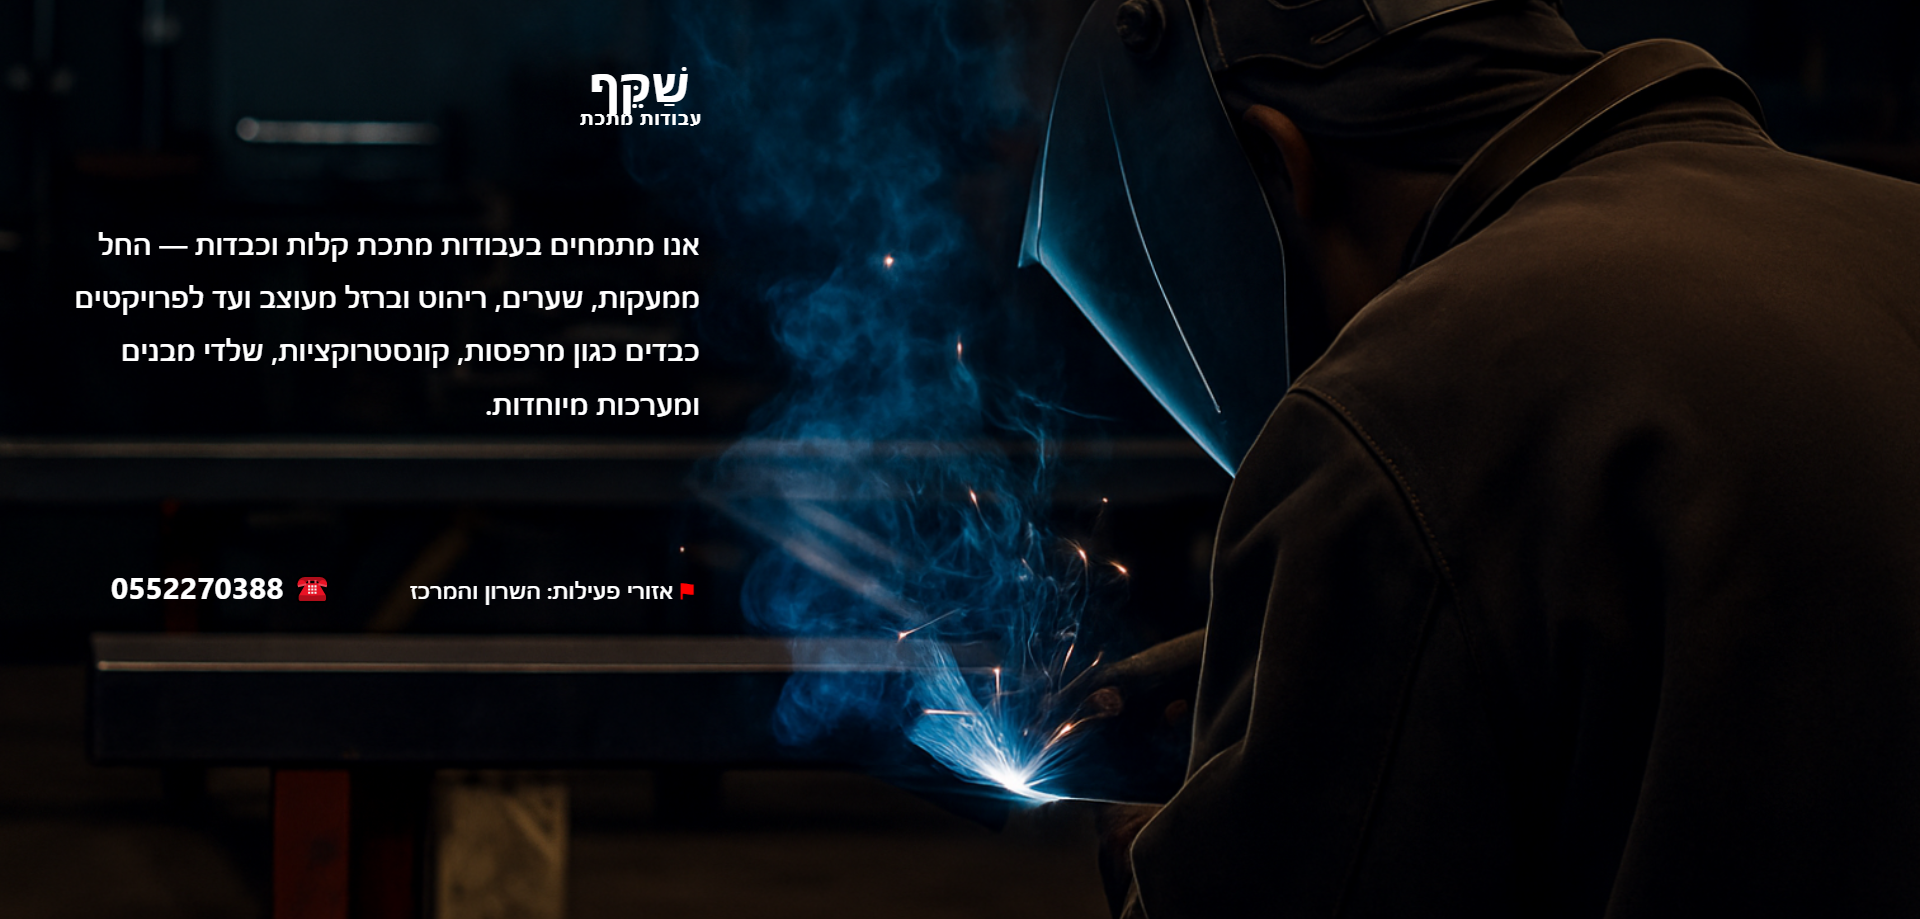 שַׁקֵּף
עבודות מתכת
אנו מתמחים בעבודות מתכת קלות וכבדות — החל
ממעקות, שערים, ריהוט וברזל מעוצב ועד לפרויקטים
כבדים כגון מרפסות, קונסטרוקציות, שלדי מבנים
ומערכות מיוחדות.
אזורי פעילות: השרון והמרכז
0552270388